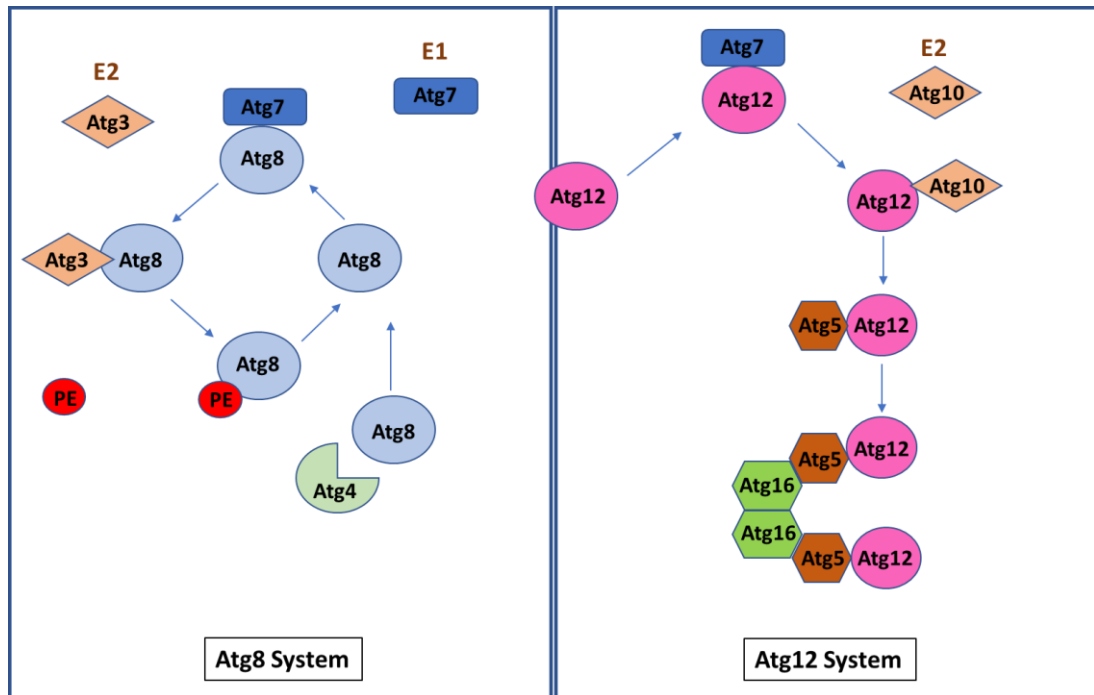 E2
Atg3
E1
Atg7
Atg7
Atg8
Atg3
Atg8
Atg8
Atg8
PE
PE
Atg8
Atg4
Atg8 System
Atg7
Atg12
E2
Atg10
Atg12
Atg12
Atg10
Atg5
Atg12
Atg5
Atg12
Atg16
Atg16
Atg5
Atg12
Atg12 System